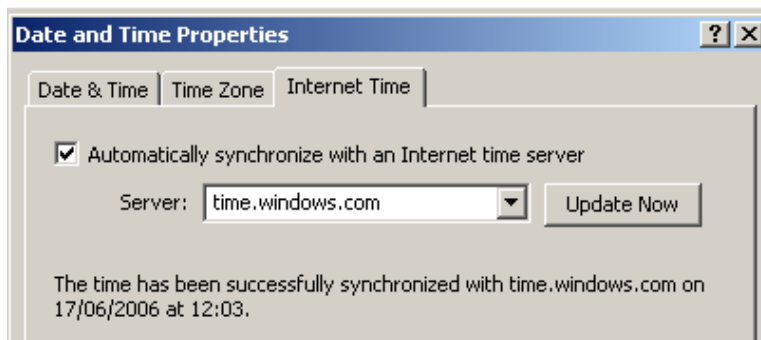 Date and Time Properties
Date & Time Time Zone Internet Time
Automatically synchronize with an Internet time server
Server: time.windows.com Update Now
The time has been successfully synchronized with time.windows.com on
17/06/2006 at 12:03.